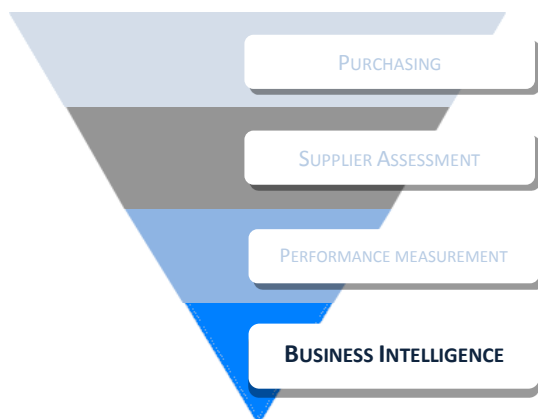 PURCHASING
SUPPLIER ASSESSMENT
PERFORMANCE MEASUREMENT
BUSINESS INTELLIGENCE